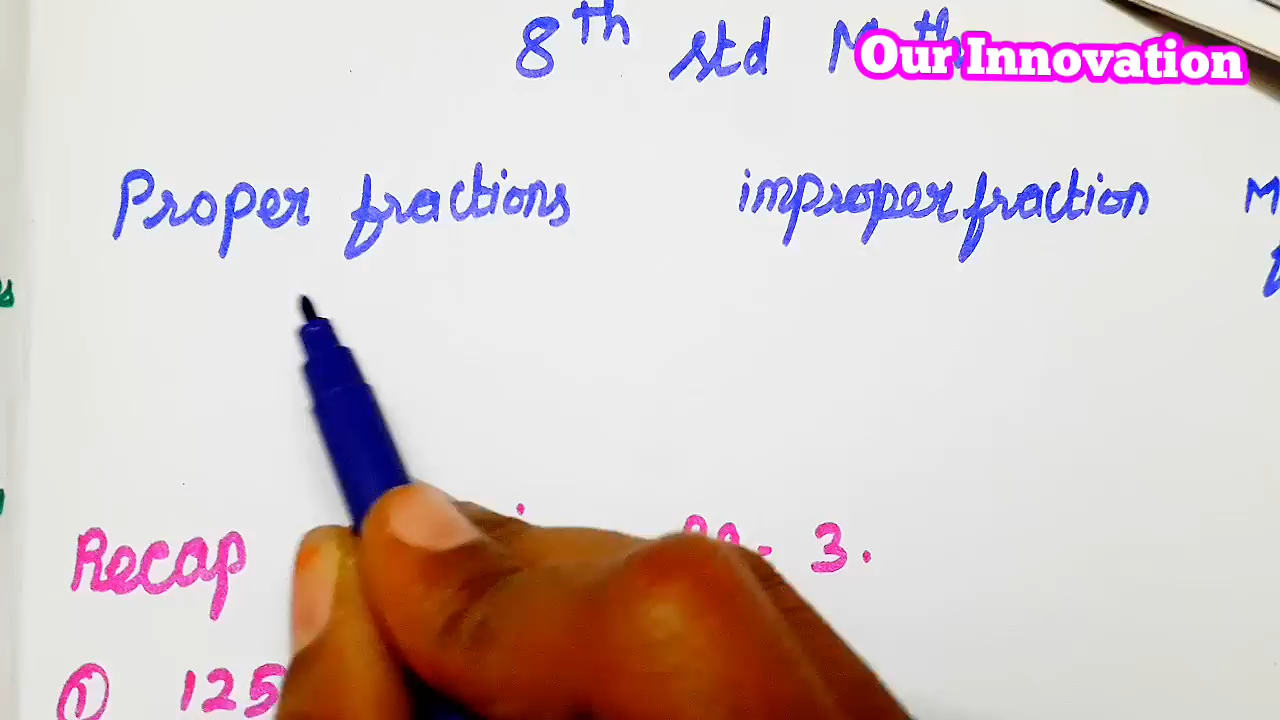 8th std
Our Innovation
Proper fractions improper fraction
Recap 3.
① 125